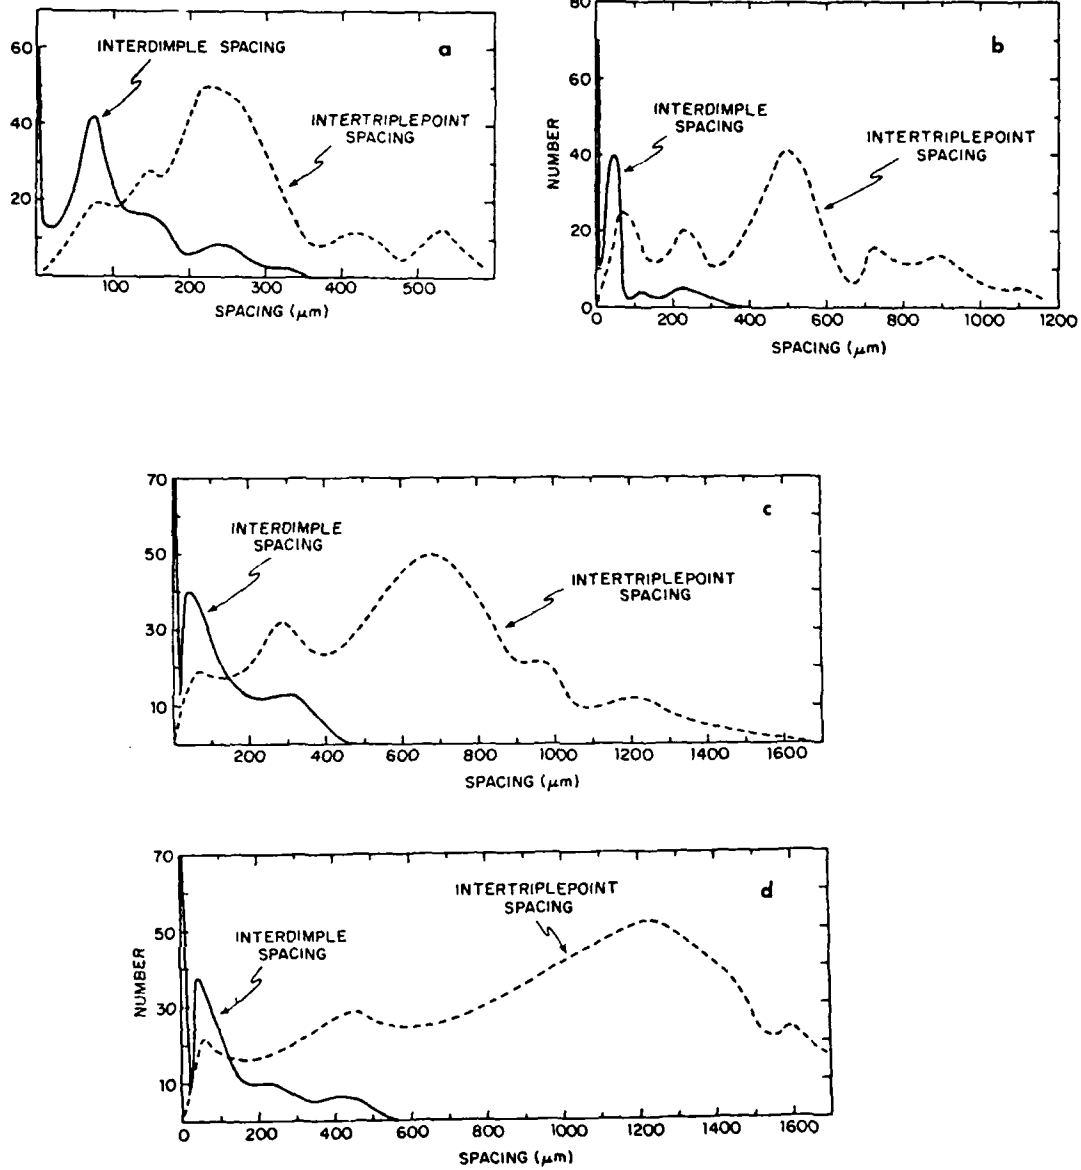 60
40
20
INTERDIMPLE SPACING
a
INTERTRIPLEPOINT
SPACING
100 200 300 400 500
SPACING (μm)
80
60
40
20
0
NUMBER
INTERDIMPLE
SPACING
b
INTERTRIPLEPOINT
SPACING
0 200 400 600 800 1000 1200
SPACING (μm)
70
50
30
10
INTERDIMPLE
SPACING
c
INTERTRIPLEPOINT
SPACING
200 400 600 800 1000 1200 1400 1600
SPACING (μm)
70
50
30
10
NUMBER
INTERDIMPLE
SPACING
INTERTRIPLEPOINT
SPACING
d
0 200 400 600 800 1000 1200 1400 1600
SPACING (μm)